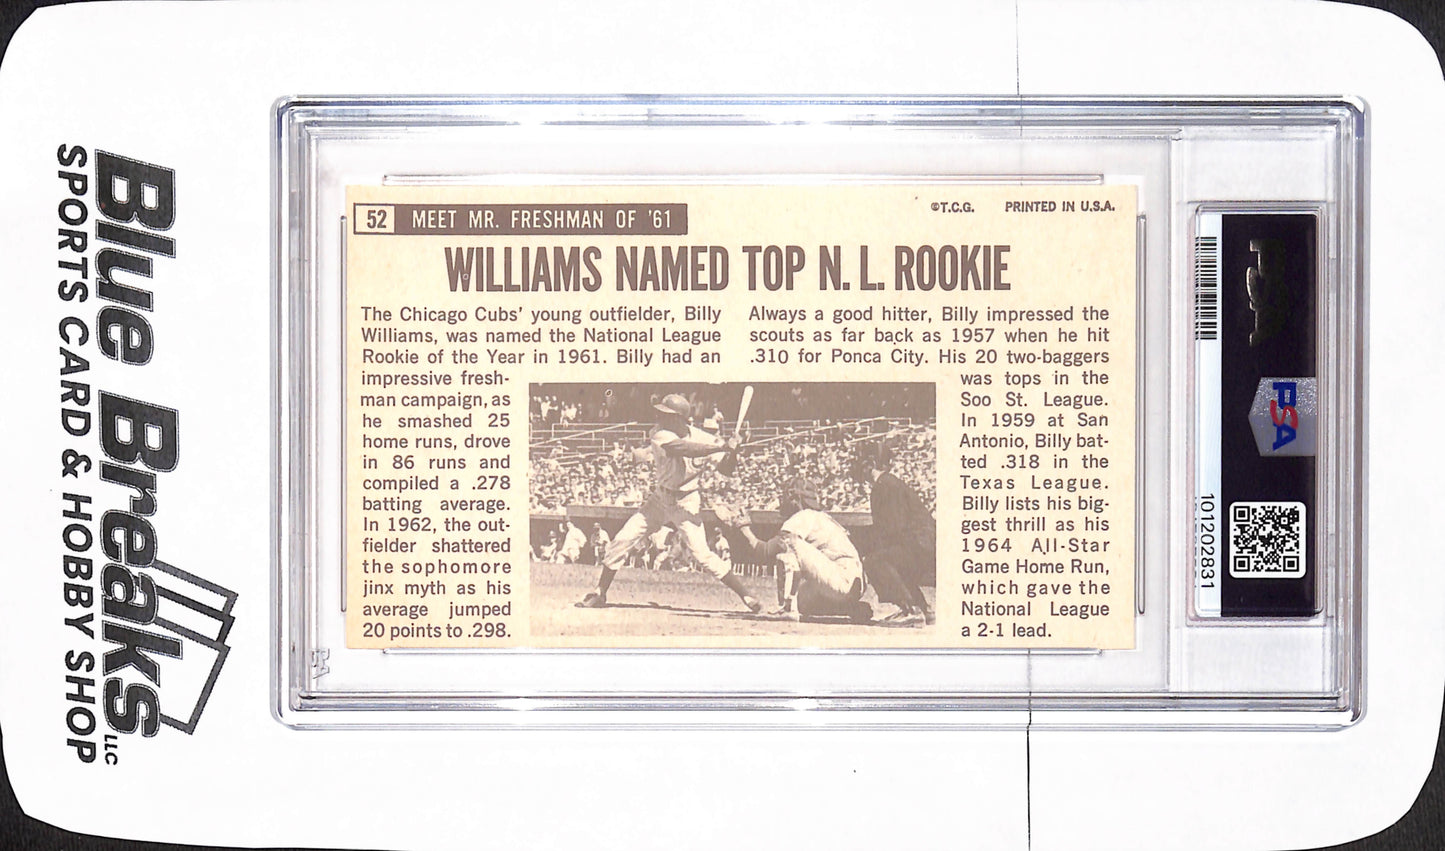 Blue Breaks LLC
SPORTS CARD & HOBBY SHOP
52 MEET MR. FRESHMAN OF '61
©T.C.G. PRINTED IN U.S.A.
WILLIAMS NAMED TOP N. L. ROOKIE
The Chicago Cubs' young outfielder, Billy
Williams, was named the National League
Rookie of the Year in 1961. Billy had an
impressive fresh-
man campaign, as
he smashed 25
home runs, drove
in 86 runs and
compiled a .278
batting average.
In 1962, the out-
fielder shattered
the sophomore
jinx myth as his
average jumped
20 points to .298.
Always a good hitter, Billy impressed the
scouts as far back as 1957 when he hit
.310 for Ponca City. His 20 two-baggers
was tops in the
Soo St. League.
In 1959 at San
Antonio, Billy bat-
ted .318 in the
Texas League.
Billy lists his big-
gest thrill as his
1964 All-Star
Game Home Run,
which gave the
National League
a 2-1 lead.
PSA
PSA
101202831